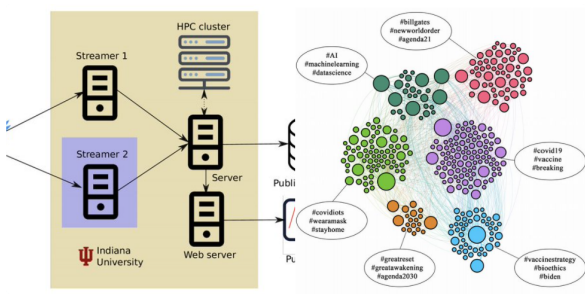 HPC cluster
Streamer 1
Streamer 2
Server
Web server
Indiana
University
Publi
Pu
#billgates
#newworldorder
#agenda21
#AI
#machinelearning
#datascience
#covid19
#vaccine
#breaking
#covidiots
#wearamask
#stayhome
#greatreset
#greatawakening
#agenda2030
#vaccinestrategy
#bioethics
#biden